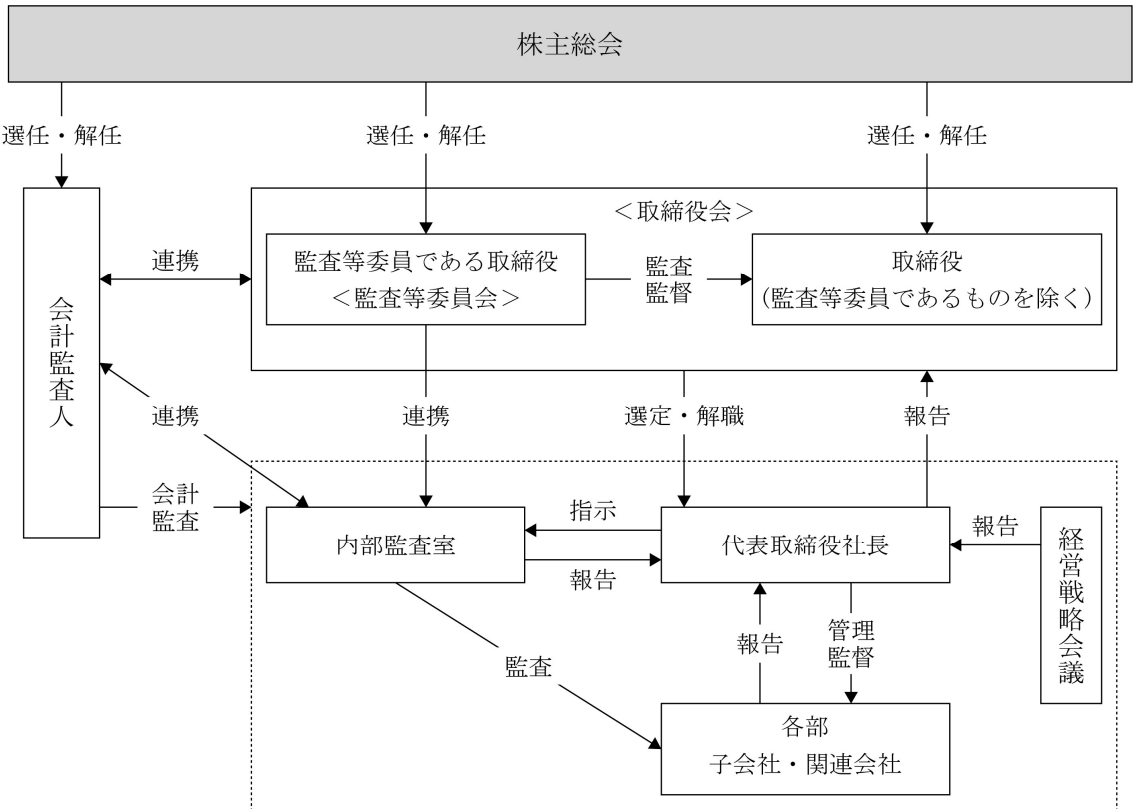 株主総会
選任・解任
選任・解任
選任・解任
＜取締役会＞
連携
監査等委員である取締役
＜監査等委員会＞
監査
監督
取締役
(監査等委員であるものを除く)
会計監査人
連携
連携
選定・解職
報告
会計
監査
内部監査室
指示
報告
代表取締役社長
報告
経営戦略会議
監査
報告
管理
監督
各部
子会社・関連会社